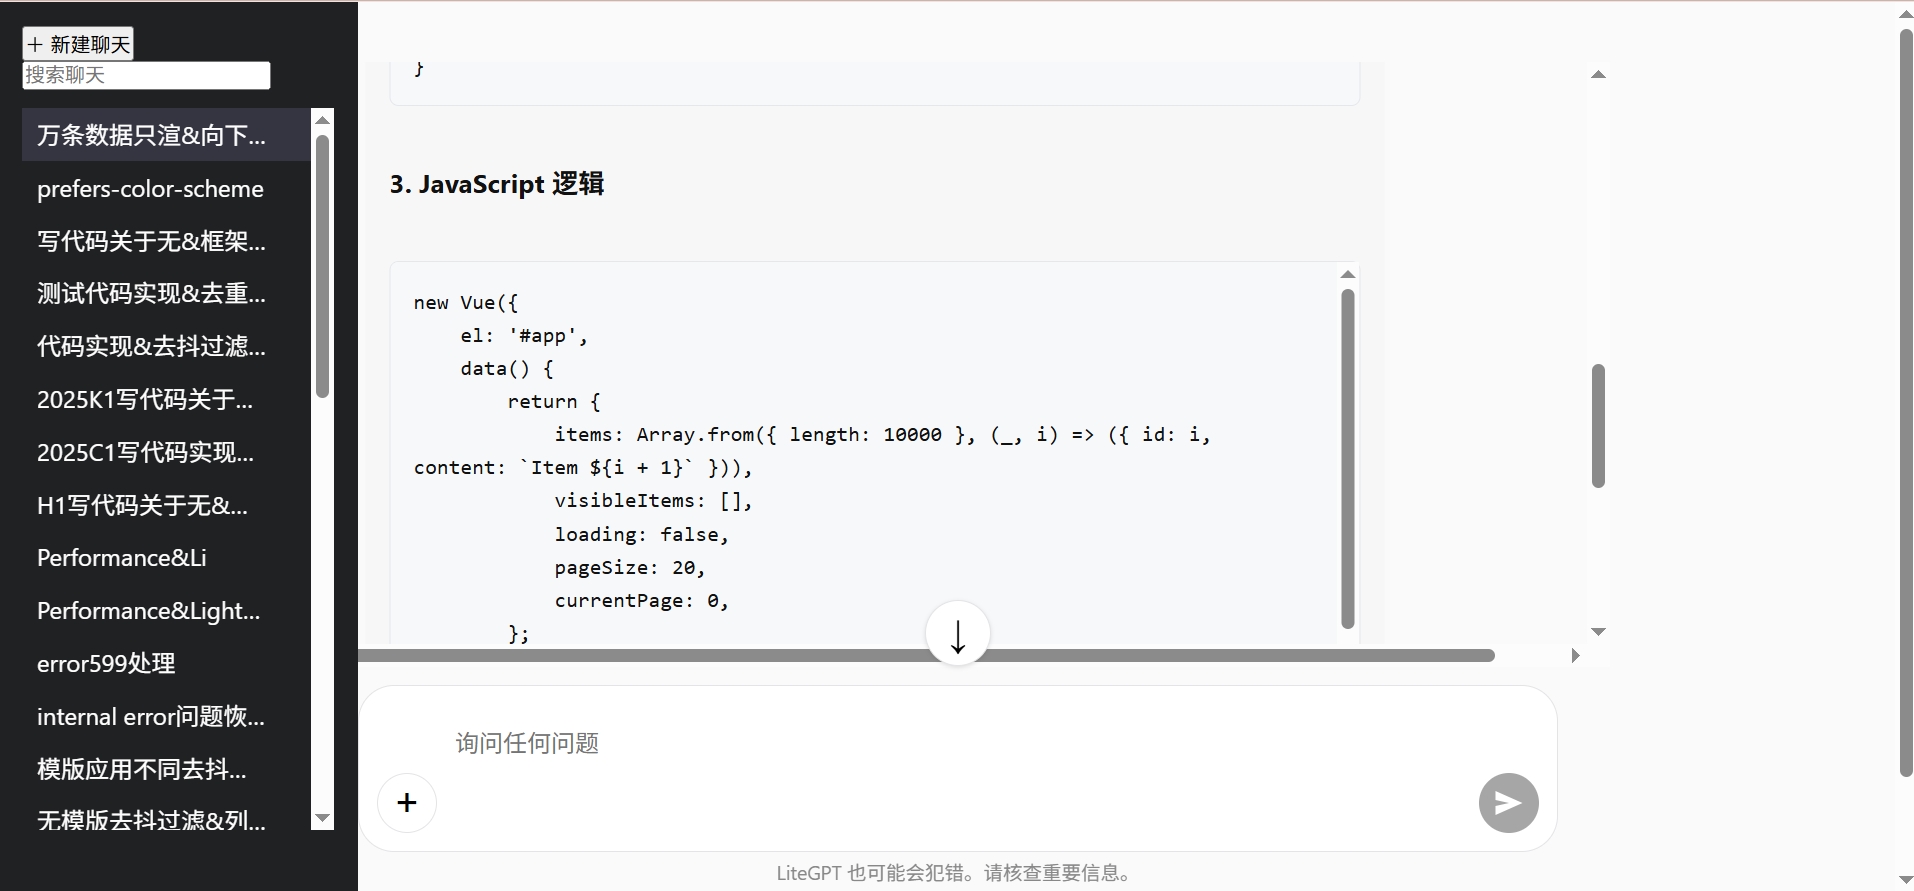 + 新建聊天
搜索聊天
万条数据只渲&向下...
prefers-color-scheme
写代码关于无&框架...
测试代码实现&去重...
代码实现&去抖过滤...
2025K1写代码关于...
2025C1写代码实现...
H1写代码关于无&...
Performance&Li
Performance&Light...
error599处理
internal error问题恢...
模版应用不同去抖...
无模版去抖过滤&列...
}
3. JavaScript 逻辑
new Vue({
    el: '#app',
    data() {
        return {
            items: Array.from({ length: 10000 }, (_, i) => ({ id: i,
content: `Item ${i + 1}` })),
            visibleItems: [],
            loading: false,
            pageSize: 20,
            currentPage: 0,
        };
询问任何问题
LiteGPT 也可能会犯错。请核查重要信息。